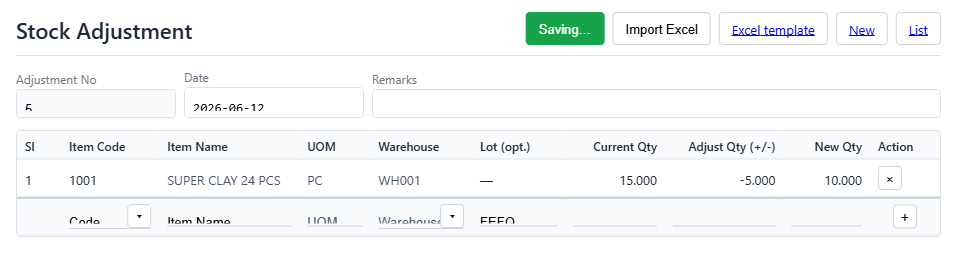 Stock Adjustment Saving... Import Excel Excel template New List
Adjustment No Date Remarks
5 2026-06-12
Sl Item Code Item Name UOM Warehouse Lot (opt.) Current Qty Adjust Qty (+/-) New Qty Action
1 1001 SUPER CLAY 24 PCS PC WH001 — 15.000 -5.000 10.000 ×
Code Item Name UOM Warehouse FEFO +